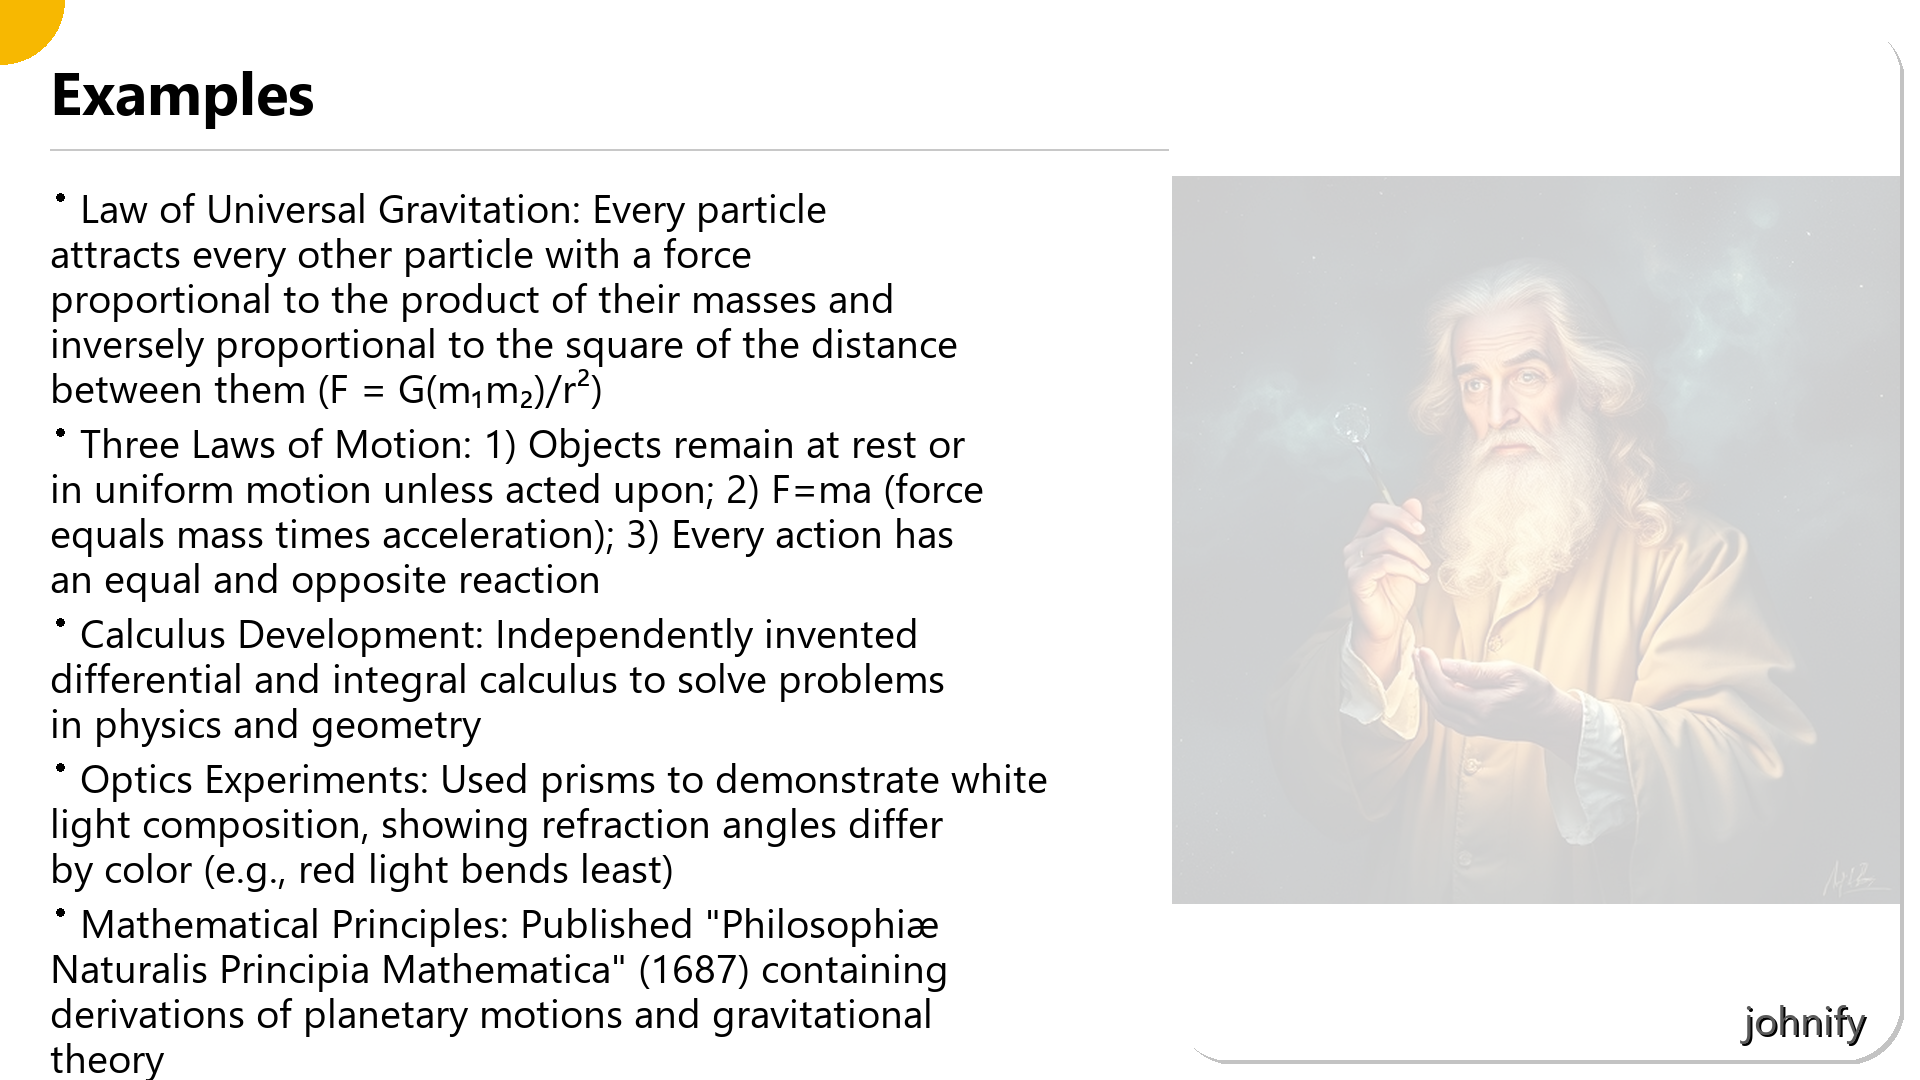 Examples
• Law of Universal Gravitation: Every particle
attracts every other particle with a force
proportional to the product of their masses and
inversely proportional to the square of the distance
between them (F = G(m₁m₂)/r²)
• Three Laws of Motion: 1) Objects remain at rest or
in uniform motion unless acted upon; 2) F=ma (force
equals mass times acceleration); 3) Every action has
an equal and opposite reaction
• Calculus Development: Independently invented
differential and integral calculus to solve problems
in physics and geometry
• Optics Experiments: Used prisms to demonstrate white
light composition, showing refraction angles differ
by color (e.g., red light bends least)
• Mathematical Principles: Published "Philosophiæ
Naturalis Principia Mathematica" (1687) containing
derivations of planetary motions and gravitational
theory
johnify